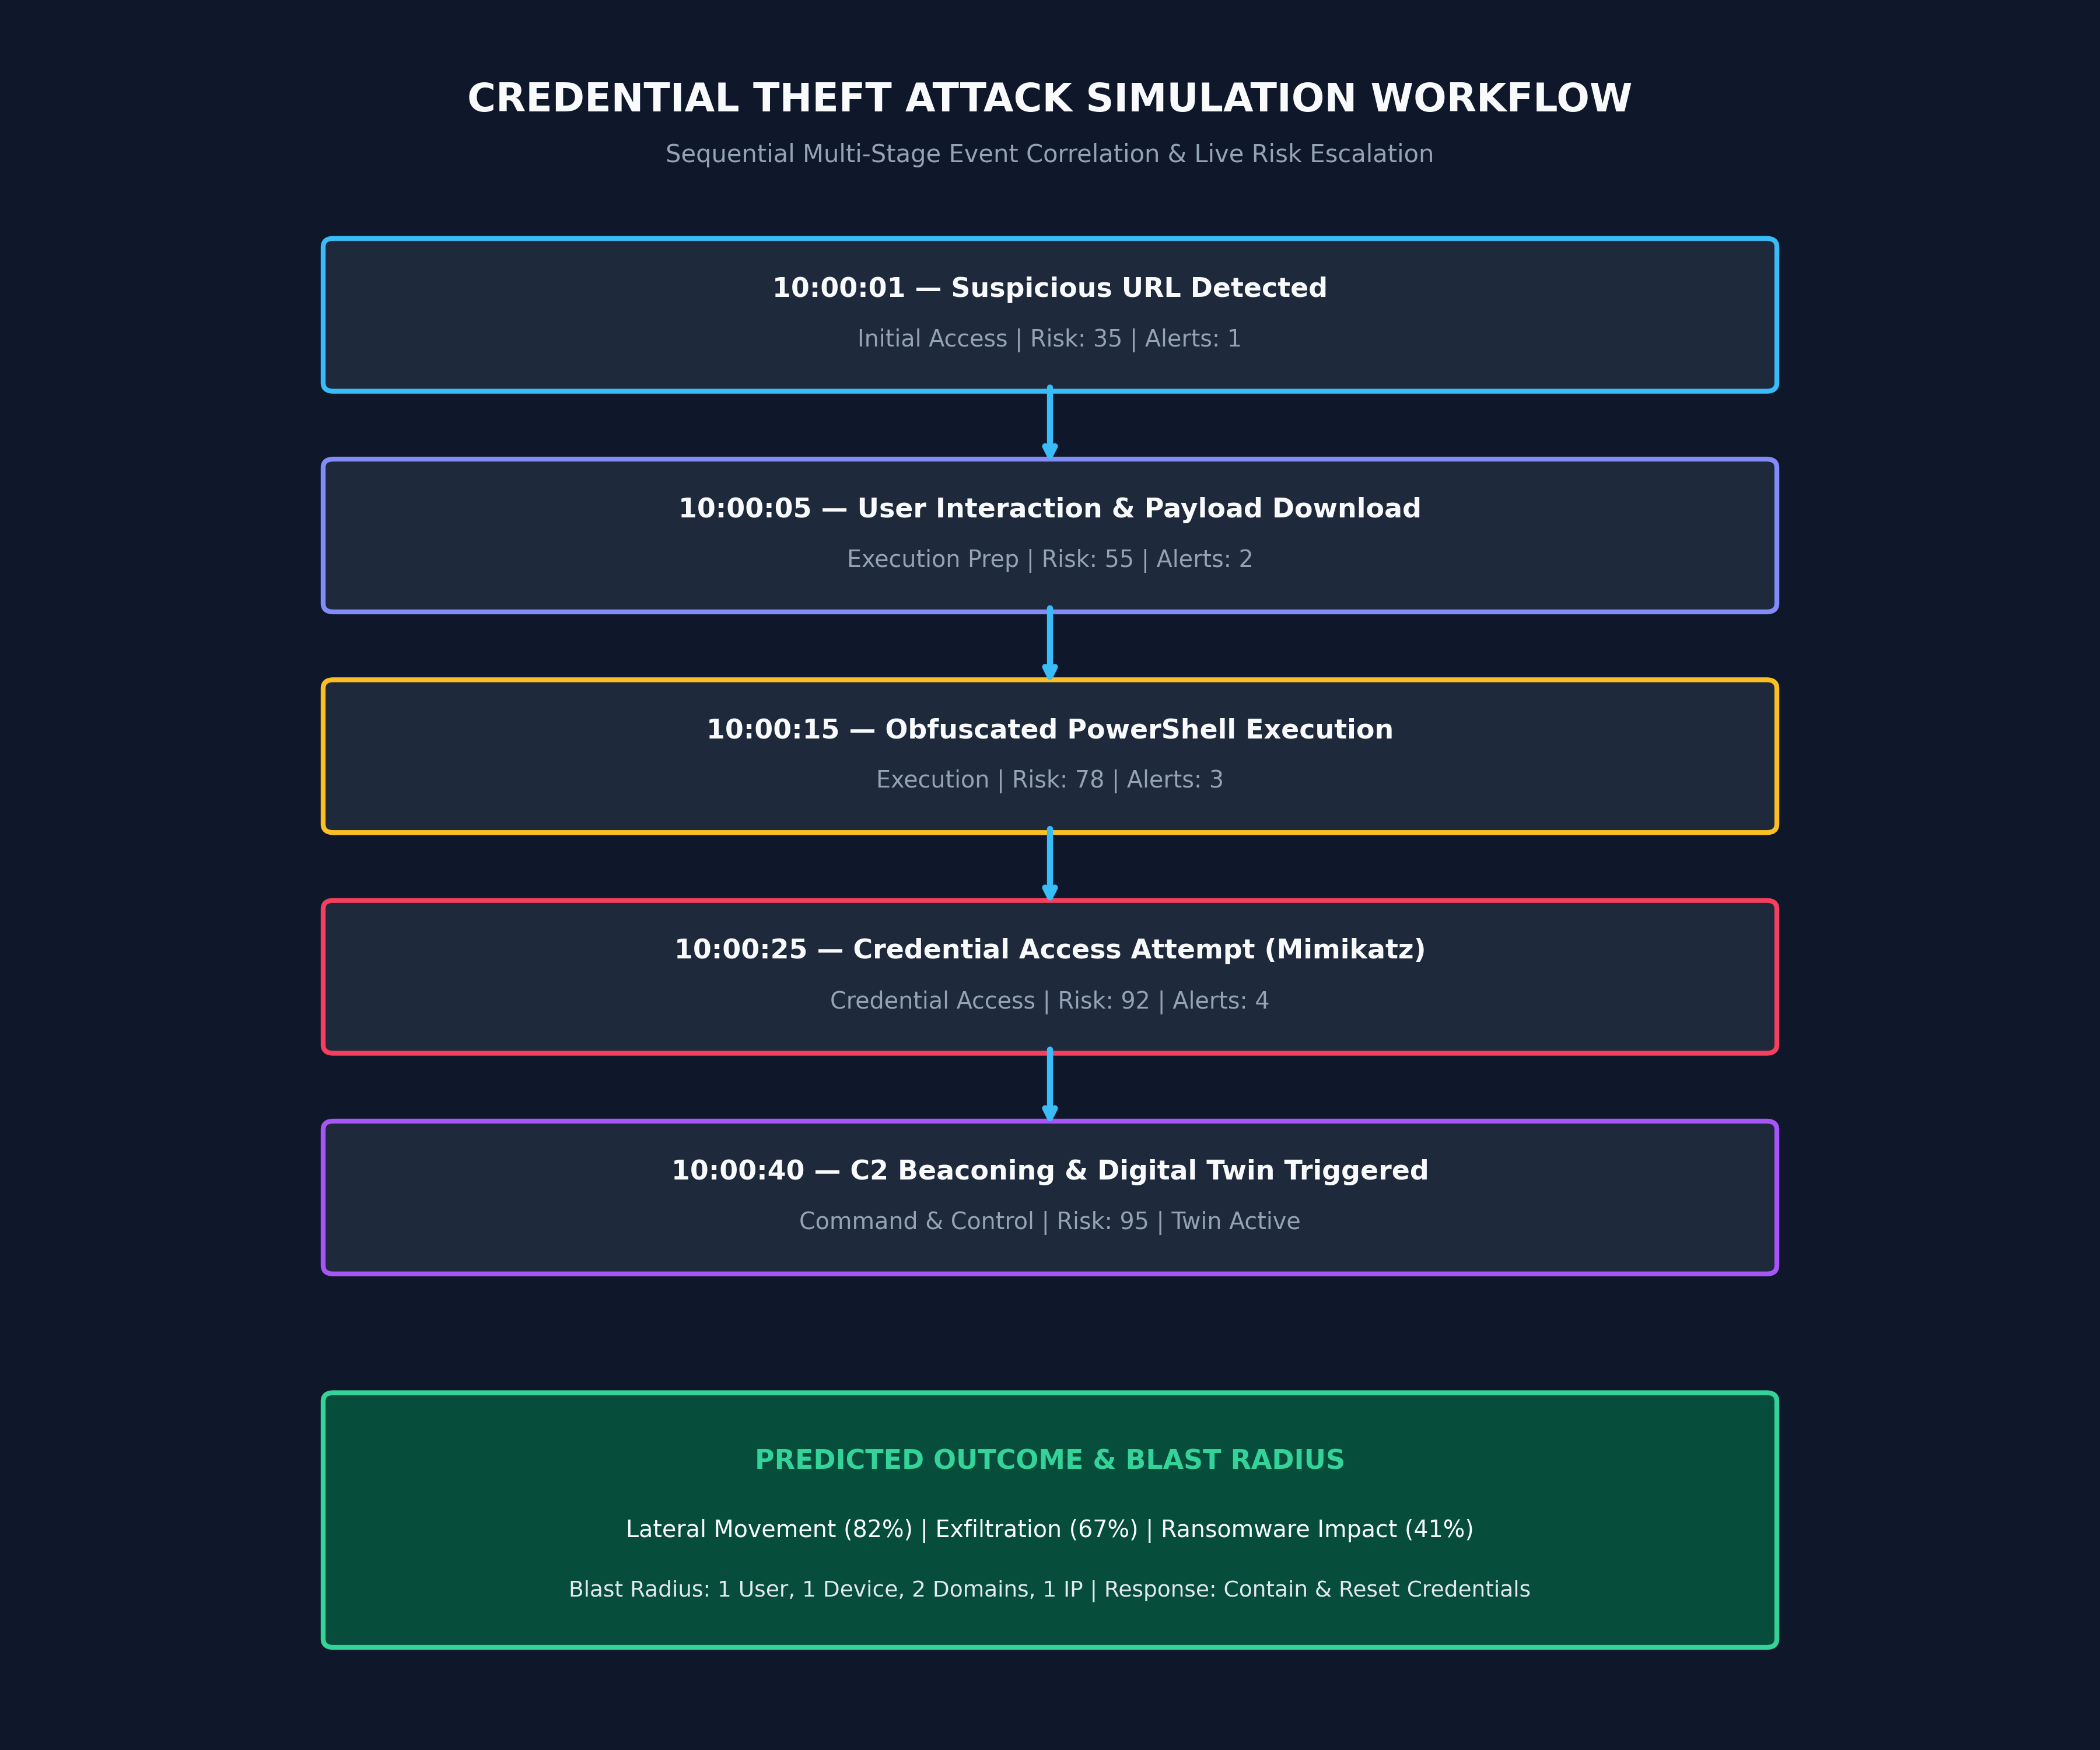 CREDENTIAL THEFT ATTACK SIMULATION WORKFLOW
Sequential Multi-Stage Event Correlation & Live Risk Escalation
10:00:01 — Suspicious URL Detected
Initial Access | Risk: 35 | Alerts: 1
10:00:05 — User Interaction & Payload Download
Execution Prep | Risk: 55 | Alerts: 2
10:00:15 — Obfuscated PowerShell Execution
Execution | Risk: 78 | Alerts: 3
10:00:25 — Credential Access Attempt (Mimikatz)
Credential Access | Risk: 92 | Alerts: 4
10:00:40 — C2 Beaconing & Digital Twin Triggered
Command & Control | Risk: 95 | Twin Active
PREDICTED OUTCOME & BLAST RADIUS
Lateral Movement (82%) | Exfiltration (67%) | Ransomware Impact (41%)
Blast Radius: 1 User, 1 Device, 2 Domains, 1 IP | Response: Contain & Reset Credentials